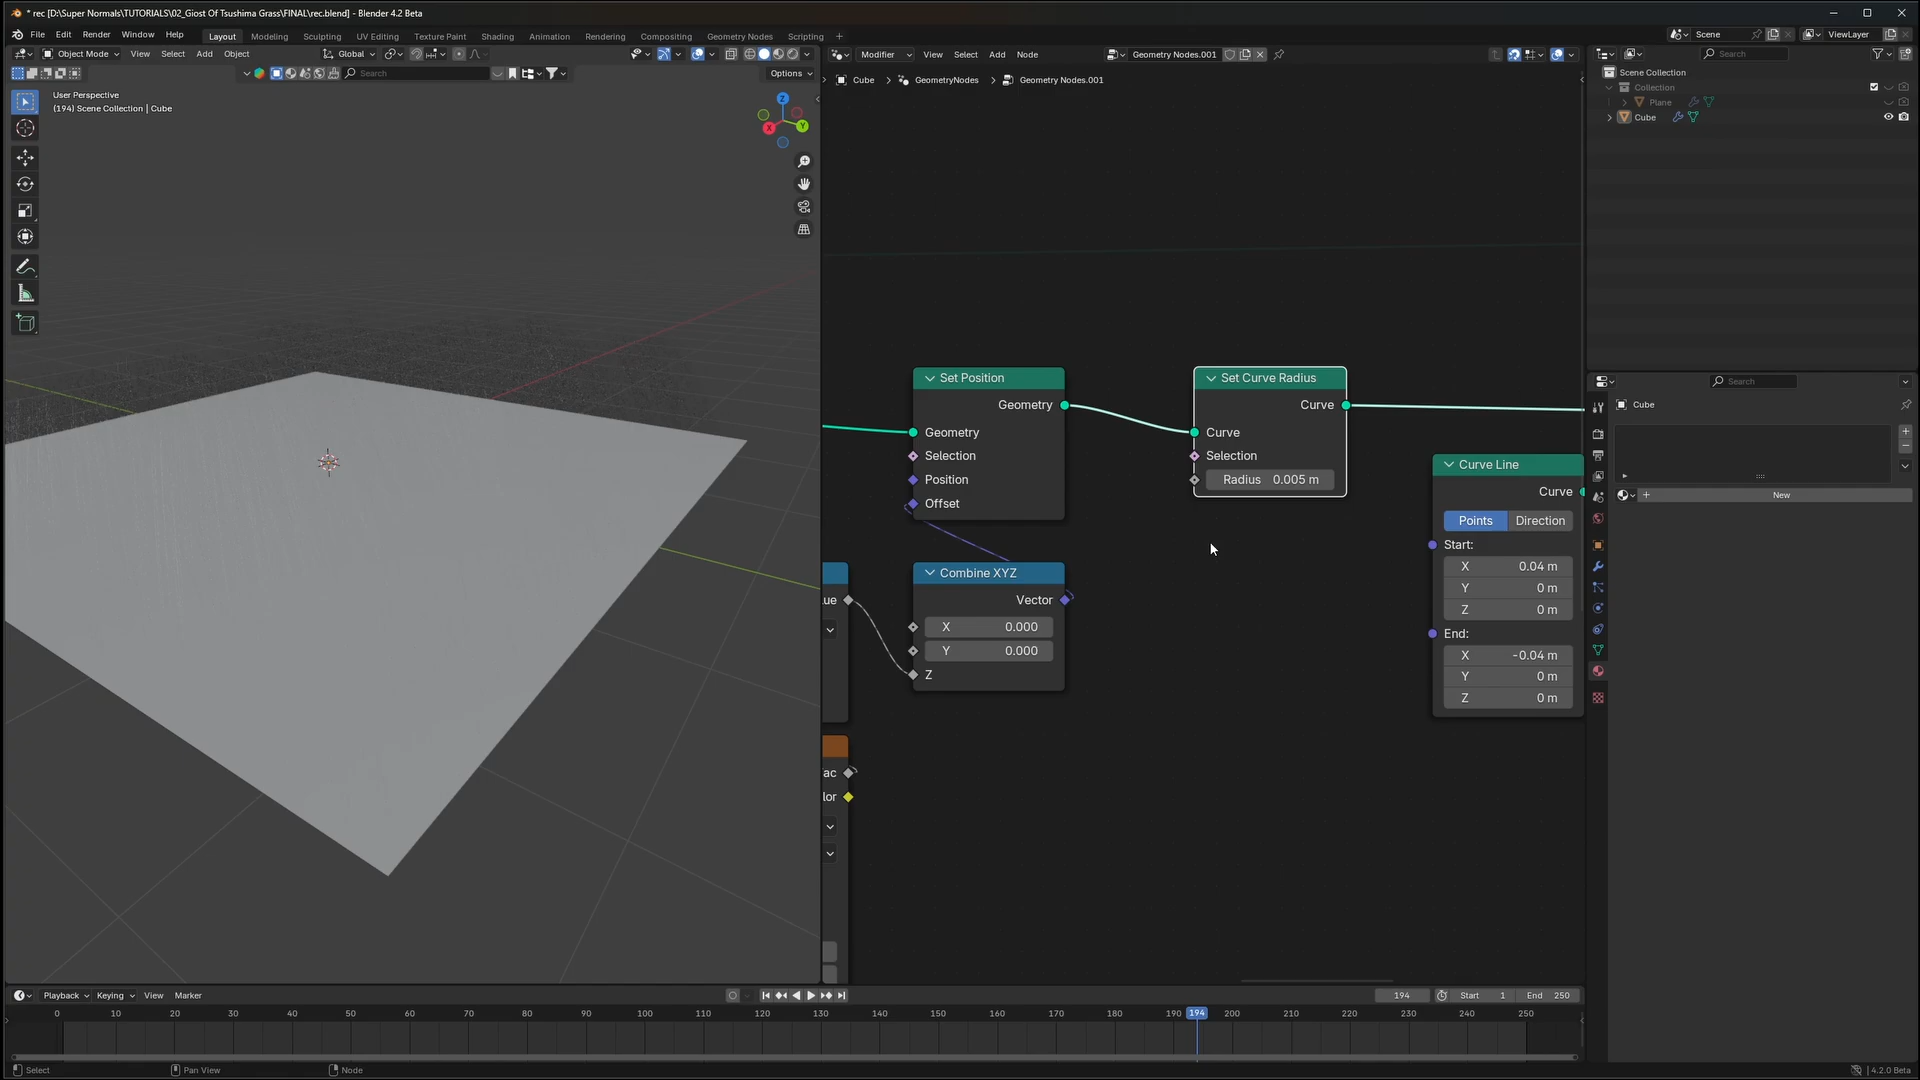 * rec [D:\Super Normals\TUTORIALS\02_Giost Of Tsushima Grass\FINAL\rec.blend] - Blender 4.2 Beta
File Edit Render Window Help Layout Modeling Sculpting UV Editing Texture Paint Shading Animation Rendering Compositing Geometry Nodes Scripting + Scene ViewLayer
Object Mode View Select Add Object Global Modifier View Select Add Node Geometry Nodes.001 Search
Search Options
Cube > GeometryNodes > Geometry Nodes.001
User Perspective
(194) Scene Collection | Cube
Z
X
Y
Scene Collection
Collection
Plane
Cube
Set Position
Geometry
Geometry
Selection
Position
Offset
Set Curve Radius
Curve
Curve
Selection
Radius 0.005 m
Combine XYZ
Vector
X 0.000
Y 0.000
Z
lue
ac
lor
Curve Line
Curve
Points Direction
Start:
X 0.04 m
Y 0 m
Z 0 m
End:
X -0.04 m
Y 0 m
Z 0 m
Search
Cube
New
Playback Keying View Marker 194 Start 1 End 250
0 10 20 30 40 50 60 70 80 90 100 110 120 130 140 150 160 170 180 190 194 200 210 220 230 240 250
Select Pan View Node 4.2.0 Beta